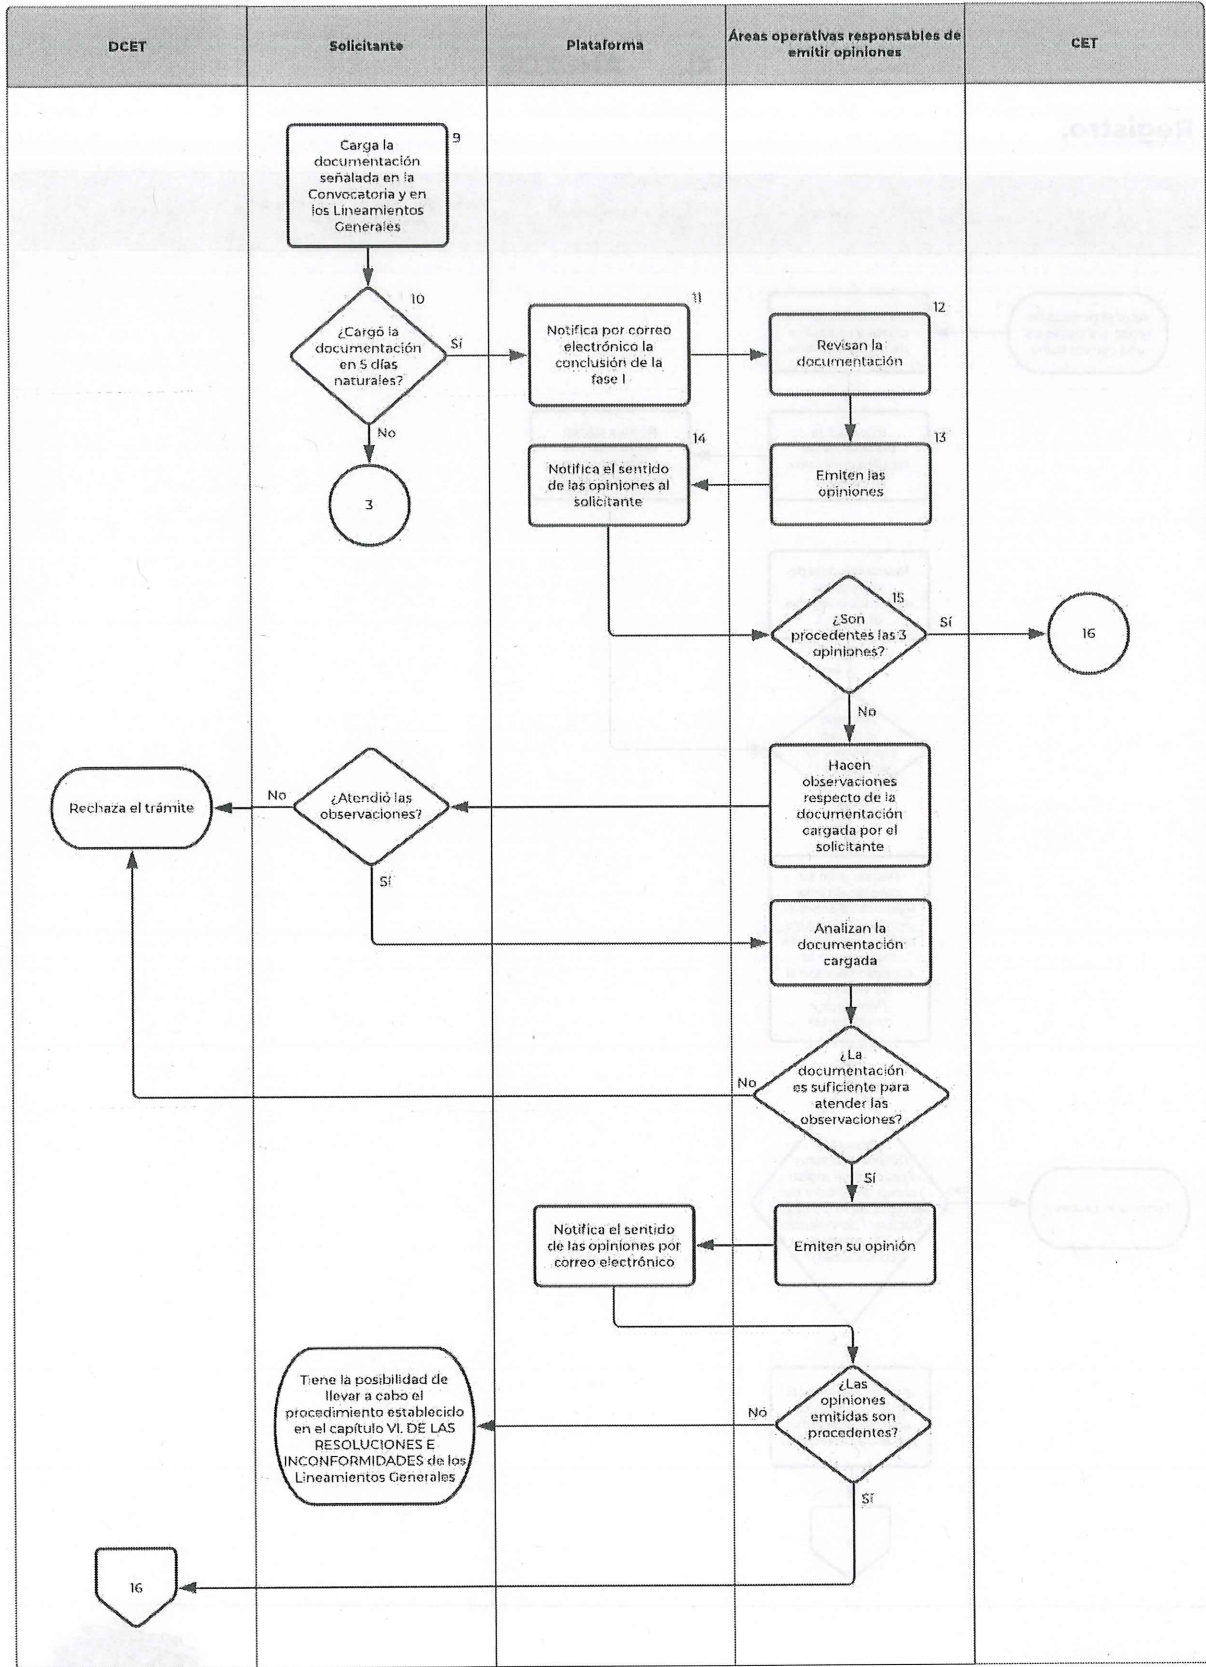 DCET
Solicitante
Plataforma
Áreas operativas responsables de
emitir opiniones
CET
9
Carga la
documentación
señalada en la
Convocatoria y en
los Lineamientos
Generales
10
¿Cargó la
documentación
en 5 días
naturales?
Sí
No
3
11
Notifica por correo
electrónico la
conclusión de la
fase I
12
Revisan la
documentación
13
Emiten las
opiniones
14
Notifica el sentido
de las opiniones al
solicitante
15
¿Son
procedentes las 3
opiniones?
Sí
16
No
Hacen
observaciones
respecto de la
documentación
cargada por el
solicitante
¿Atendió las
observaciones?
No
Rechaza el trámite
Sí
Analizan la
documentación
cargada
¿La
documentación
es suficiente para
atender las
observaciones?
No
Sí
Emiten su opinión
Notifica el sentido
de las opiniones por
correo electrónico
¿Las
opiniones
emitidas son
procedentes?
No
Tiene la posibilidad de
llevar a cabo el
procedimiento establecido
en el capítulo VI. DE LAS
RESOLUCIONES E
INCONFORMIDADES de los
Lineamientos Generales
Sí
16